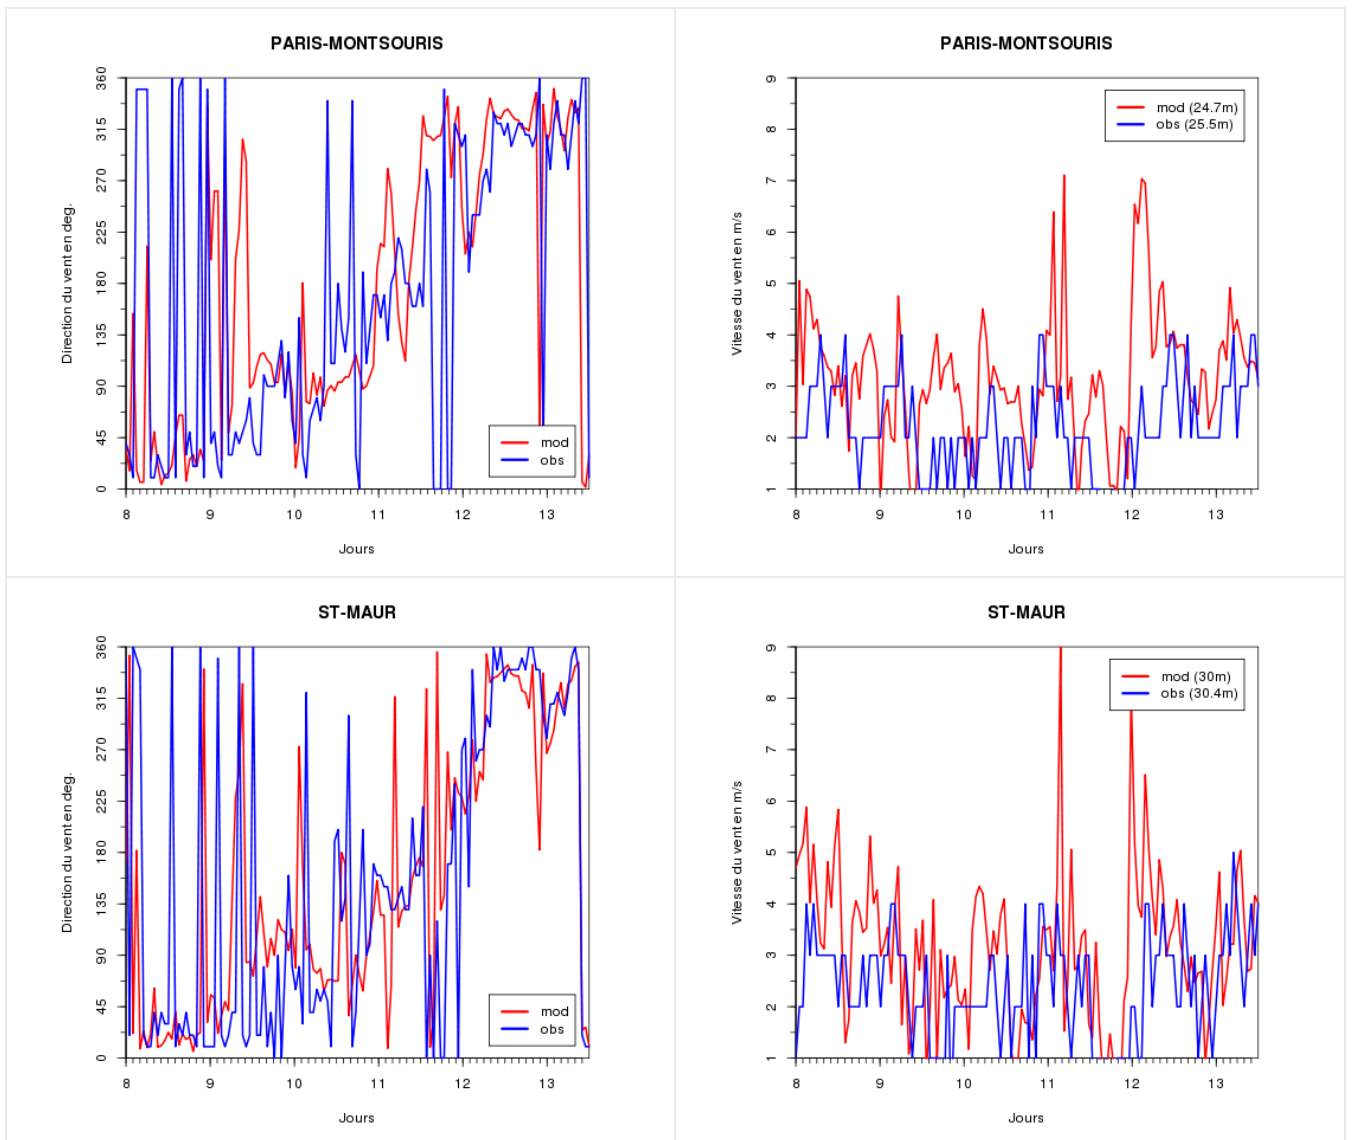 PARIS-MONTSOURIS
Direction du vent en deg.
360
315
270
225
180
135
90
45
0
mod
obs
8 9 10 11 12 13
Jours
PARIS-MONTSOURIS
Vitesse du vent en m/s
9
8
7
6
5
4
3
2
1
mod (24.7m)
obs (25.5m)
8 9 10 11 12 13
Jours
ST-MAUR
Direction du vent en deg.
360
315
270
225
180
135
90
45
0
mod
obs
8 9 10 11 12 13
Jours
ST-MAUR
Vitesse du vent en m/s
9
8
7
6
5
4
3
2
1
mod (30m)
obs (30.4m)
8 9 10 11 12 13
Jours